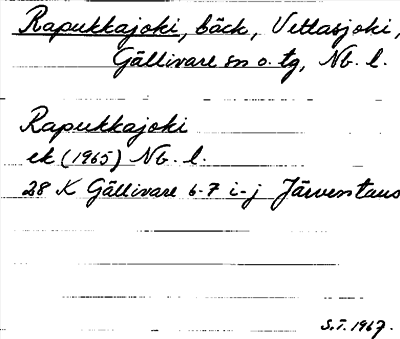 Rapukkajoki, bäck, Vettasjoki,
Gällivare sn o. tg, Nb. l.
Rapukkajoki
ek (1965) Nb. l.
28 K Gällivare 6-7 i-j Järvenstaus
S.T. 1967.